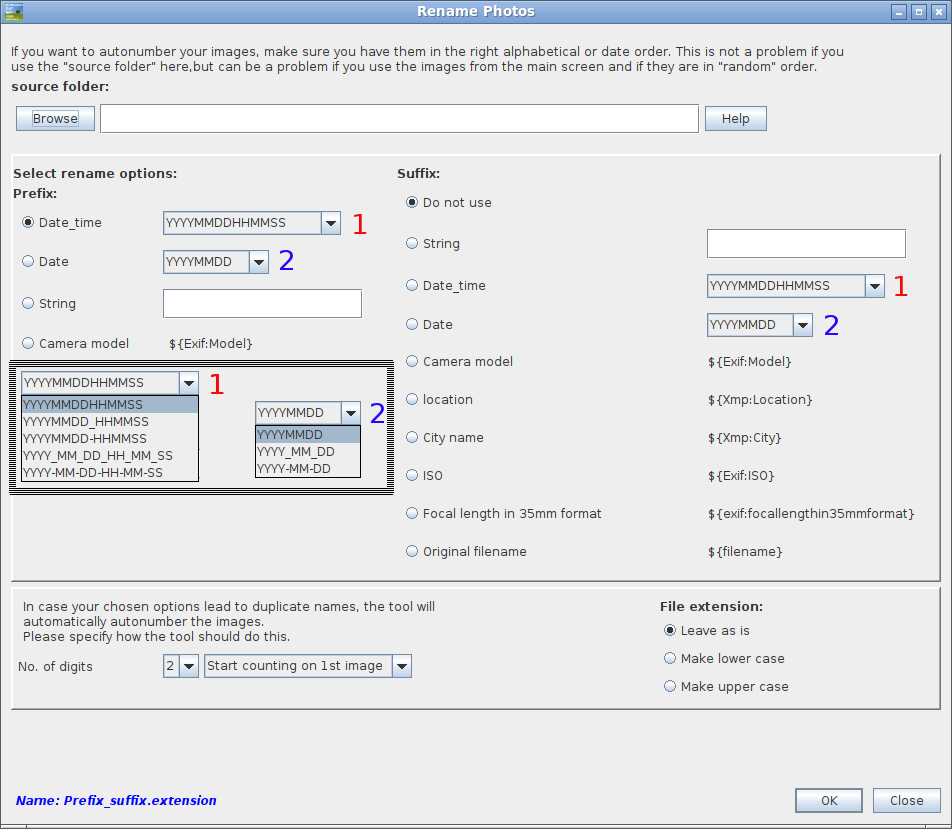 Rename Photos
If you want to autonumber your images, make sure you have them in the right alphabetical or date order. This is not a problem if you
use the "source folder" here,but can be a problem if you use the images from the main screen and if they are in "random" order.
source folder:
Browse
Help
Select rename options:
Prefix:
Date_time
YYYYMMDDHHMMSS
1
Date
YYYYMMDD
2
String
Camera model
${Exif:Model}
YYYYMMDDHHMMSS
1
YYYYMMDDHHMMSS
YYYYMMDD_HHMMSS
YYYYMMDD-HHMMSS
YYYY_MM_DD_HH_MM_SS
YYYY-MM-DD-HH-MM-SS
YYYYMMDD
2
YYYYMMDD
YYYY_MM_DD
YYYY-MM-DD
Suffix:
Do not use
String
Date_time
YYYYMMDDHHMMSS
1
Date
YYYYMMDD
2
Camera model
${Exif:Model}
location
${Xmp:Location}
City name
${Xmp:City}
ISO
${Exif:ISO}
Focal length in 35mm format
${exif:focallengthin35mmformat}
Original filename
${filename}
In case your chosen options lead to duplicate names, the tool will
automatically autonumber the images.
Please specify how the tool should do this.
No. of digits
2
Start counting on 1st image
File extension:
Leave as is
Make lower case
Make upper case
Name: Prefix_suffix.extension
OK
Close